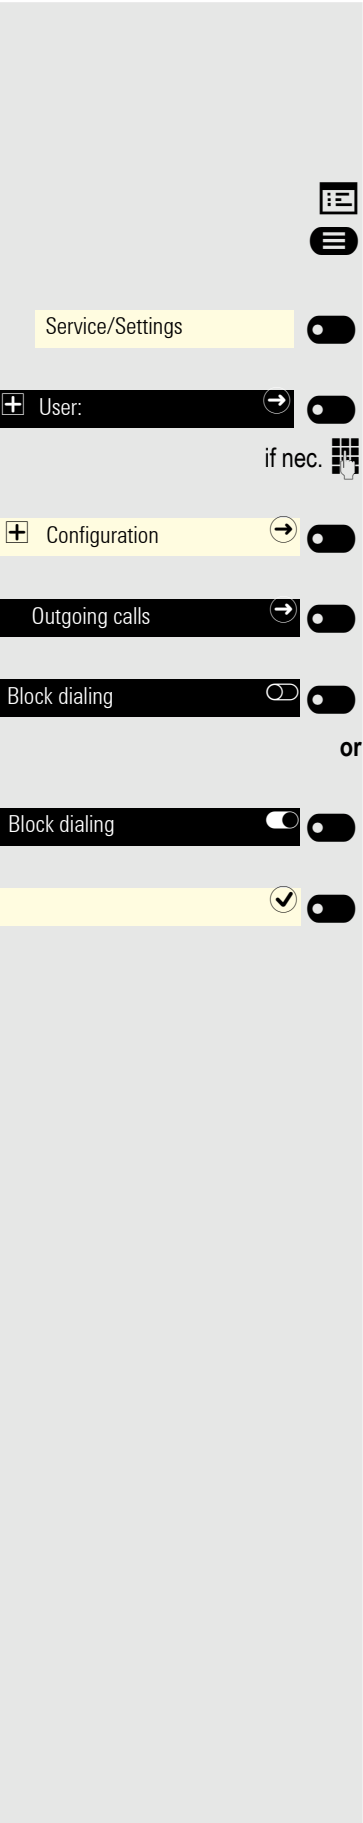 Service/Settings
User:
if nec.
Configuration
Outgoing calls
Block dialing
or
Block dialing